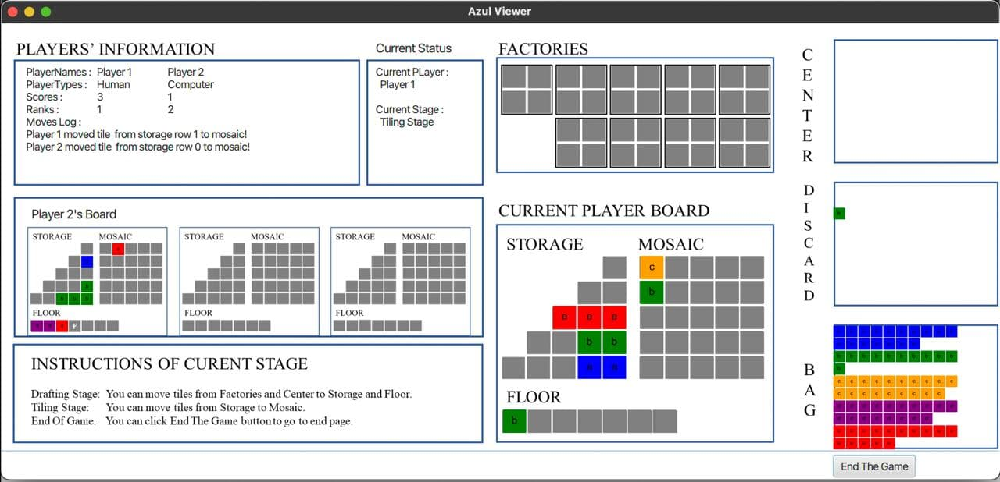 Azul Viewer
PLAYERS' INFORMATION
PlayerNames : Player 1 Player 2
PlayerTypes : Human Computer
Scores : 3 1
Ranks : 1 2
Moves Log :
Player 1 moved tile from storage row 1 to mosaic!
Player 2 moved tile from storage row 0 to mosaic!
Current Status
Current PLayer :
Player 1
Current Stage :
Tiling Stage
FACTORIES
CENTER
Player 2's Board
STORAGE MOSAIC
FLOOR
F
STORAGE MOSAIC
FLOOR
STORAGE MOSAIC
FLOOR
CURRENT PLAYER BOARD
STORAGE MOSAIC
c
b
e e e
b b
FLOOR
b
DISCARD
BAG
b b b b b b b b b b
c c c c c c c c c c
c c c c c c c c c
INSTRUCTIONS OF CURENT STAGE
Drafting Stage: You can move tiles from Factories and Center to Storage and Floor.
Tiling Stage: You can move tiles from Storage to Mosaic.
End Of Game: You can click End The Game button to go to end page.
End The Game